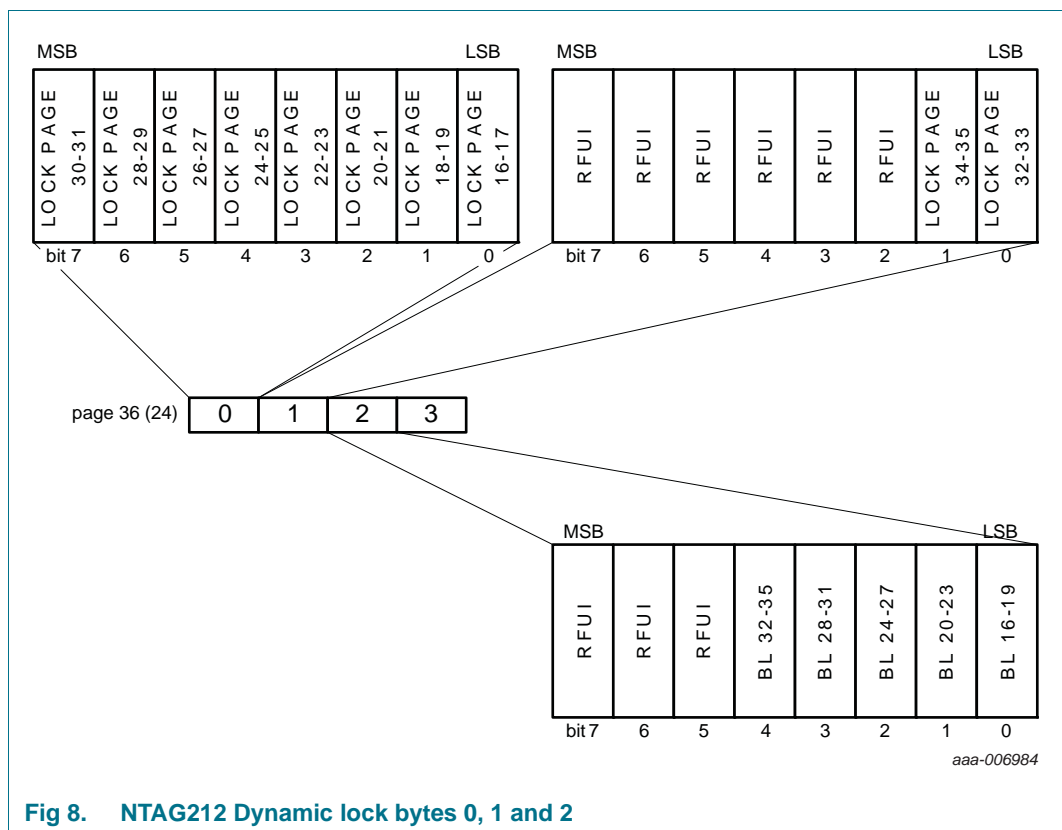 MSB LSB
LOCK PAGE 30-31
LOCK PAGE 28-29
LOCK PAGE 26-27
LOCK PAGE 24-25
LOCK PAGE 22-23
LOCK PAGE 20-21
LOCK PAGE 18-19
LOCK PAGE 16-17
bit 7 6 5 4 3 2 1 0
MSB LSB
RFUI
RFUI
RFUI
RFUI
RFUI
RFUI
LOCK PAGE 34-35
LOCK PAGE 32-33
bit 7 6 5 4 3 2 1 0
page 36 (24) 0 1 2 3
MSB LSB
RFUI
RFUI
RFUI
BL 32-35
BL 28-31
BL 24-27
BL 20-23
BL 16-19
bit 7 6 5 4 3 2 1 0
aaa-006984
Fig 8. NTAG212 Dynamic lock bytes 0, 1 and 2